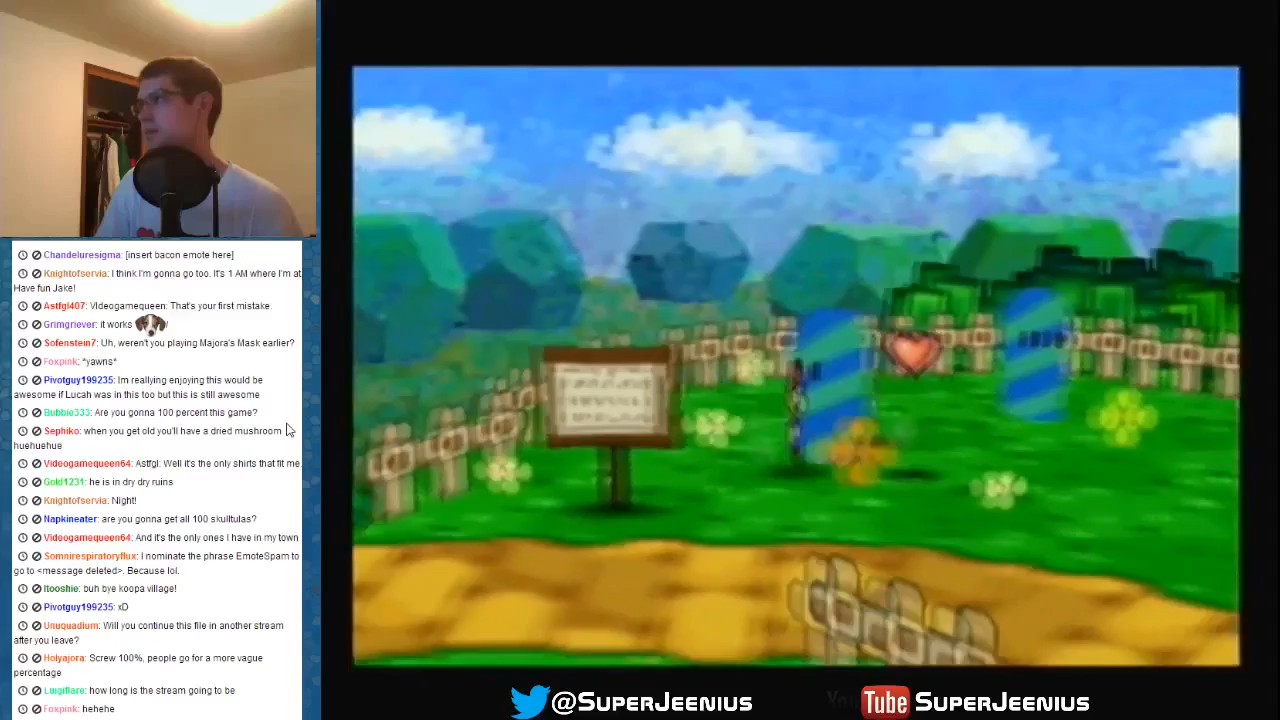 Chandeluresigma: [insert bacon emote here]
Knightofservia: I think I'm gonna go too. It's 1 AM where I'm at
Have fun Jake!
Astfgl407: VIdeogamequeen: That's your first mistake.
Grimgriever: it works !
Sofenstein7: Uh, weren't you playing Majora's Mask earlier?
Foxpink: *yawns*
Pivotguy199235: Im reallying enjoying this would be
awesome if Lucah was in this too but this is still awesome
Bubbie333: Are you gonna 100 percent this game?
Sephiko: when you get old you'll have a dried mushroom
huehuehue
Videogamequeen64: Astfgl: Well it's the only shirts that fit me.
Gold1231: he is in dry dry ruins
Knightofservia: Night!
Napkineater: are you gonna get all 100 skulltulas?
Videogamequeen64: And it's the only ones I have in my town
Somnirespiratoryflux: I nominate the phrase EmoteSpam to
go to <message deleted>. Because lol.
Itooshie: buh bye koopa village!
Pivotguy199235: xD
Unuquadium: Will you continue this file in another stream
after you leave?
Holyajora: Screw 100%, people go for a more vague
percentage
Luigiflare: how long is the stream going to be
Foxpink: hehehe
@SuperJeenius
You Tube SuperJeenius